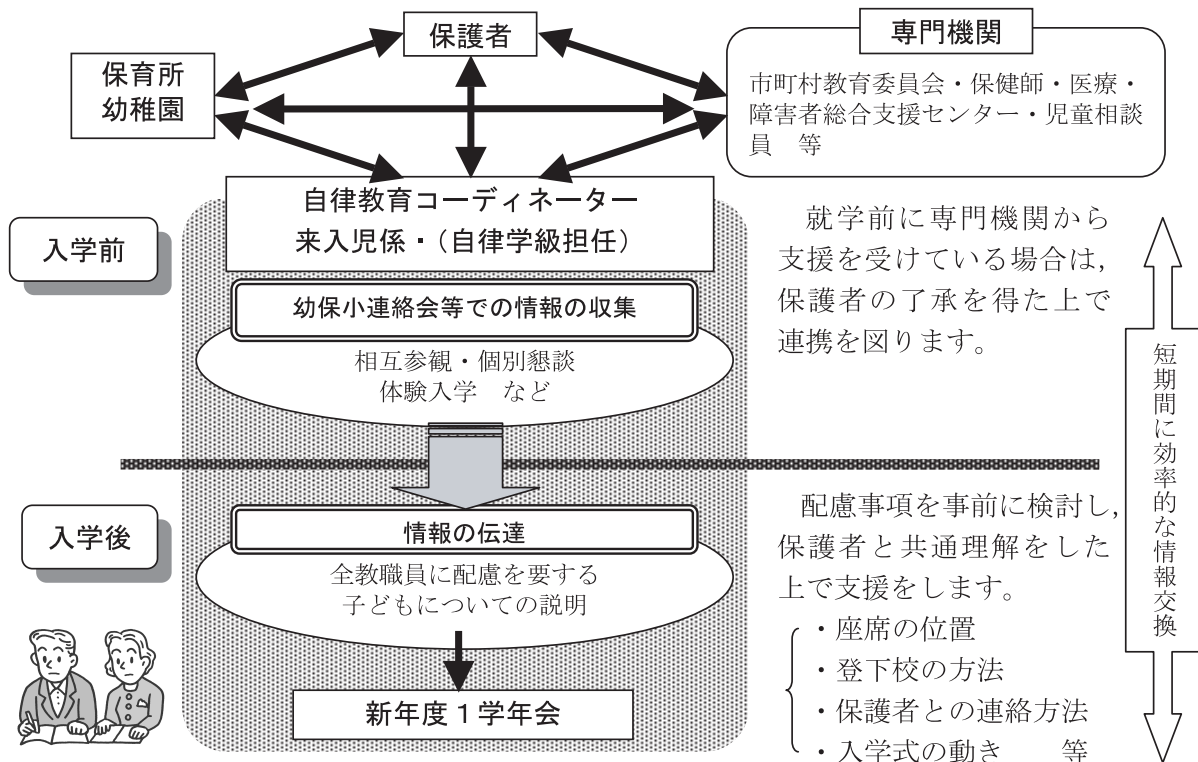 保護者
保育所
幼稚園
専門機関
市町村教育委員会・保健師・医療・
障害者総合支援センター・児童相談
員　等
自律教育コーディネーター
来入児係・（自律学級担任）
入学前
幼保小連絡会等での情報の収集
相互参観・個別懇談
体験入学　など
就学前に専門機関から
支援を受けている場合は，
保護者の了承を得た上で
連携を図ります。
短期間に効率的な情報交換
入学後
情報の伝達
全教職員に配慮を要する
子どもについての説明
新年度１学年会
配慮事項を事前に検討し，
保護者と共通理解をした
上で支援をします。
・座席の位置
・登下校の方法
・保護者との連絡方法
・入学式の動き　　等